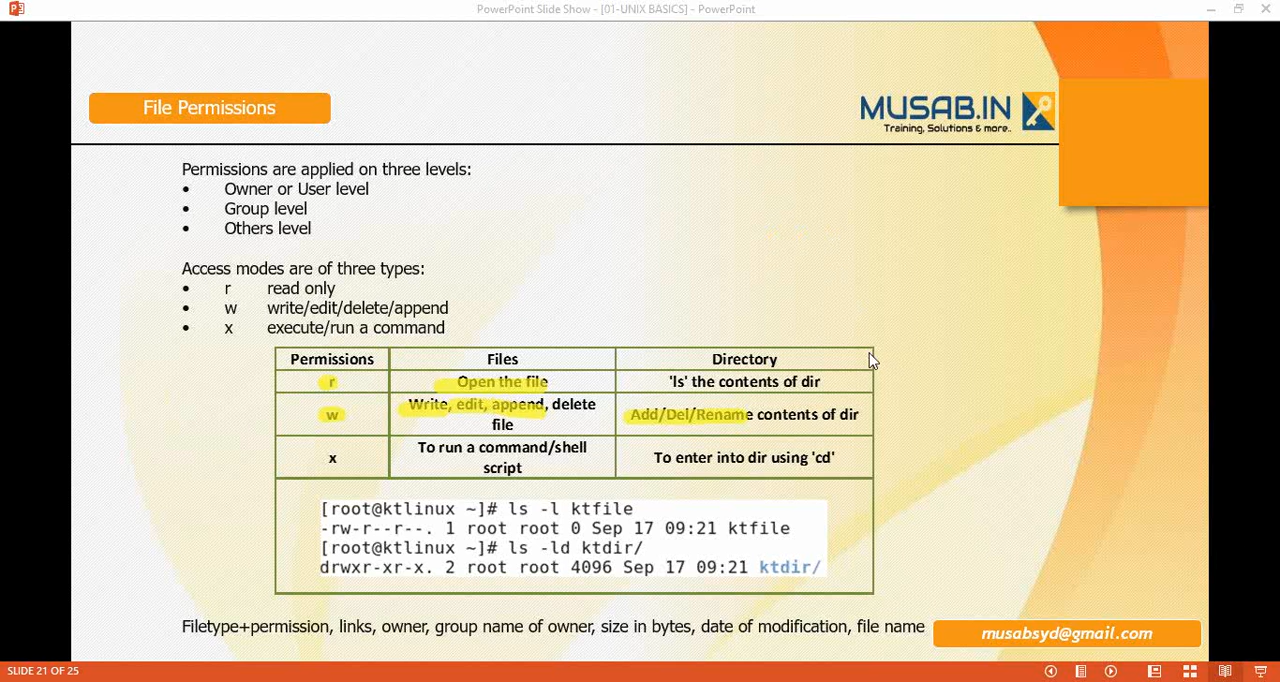 PowerPoint Slide Show - [01-UNIX BASICS] - PowerPoint
File Permissions
MUSAB.IN
Training, Solutions & more..
Permissions are applied on three levels:
• Owner or User level
• Group level
• Others level
Access modes are of three types:
• r read only
• w write/edit/delete/append
• x execute/run a command
Permissions Files Directory
r Open the file 'ls' the contents of dir
w Write, edit, append, delete
file Add/Del/Rename contents of dir
x To run a command/shell
script To enter into dir using 'cd'
[root@ktlinux ~]# ls -l ktfile
-rw-r--r--. 1 root root 0 Sep 17 09:21 ktfile
[root@ktlinux ~]# ls -ld ktdir/
drwxr-xr-x. 2 root root 4096 Sep 17 09:21 ktdir/
Filetype+permission, links, owner, group name of owner, size in bytes, date of modification, file name
musabsyd@gmail.com
SLIDE 21 OF 25